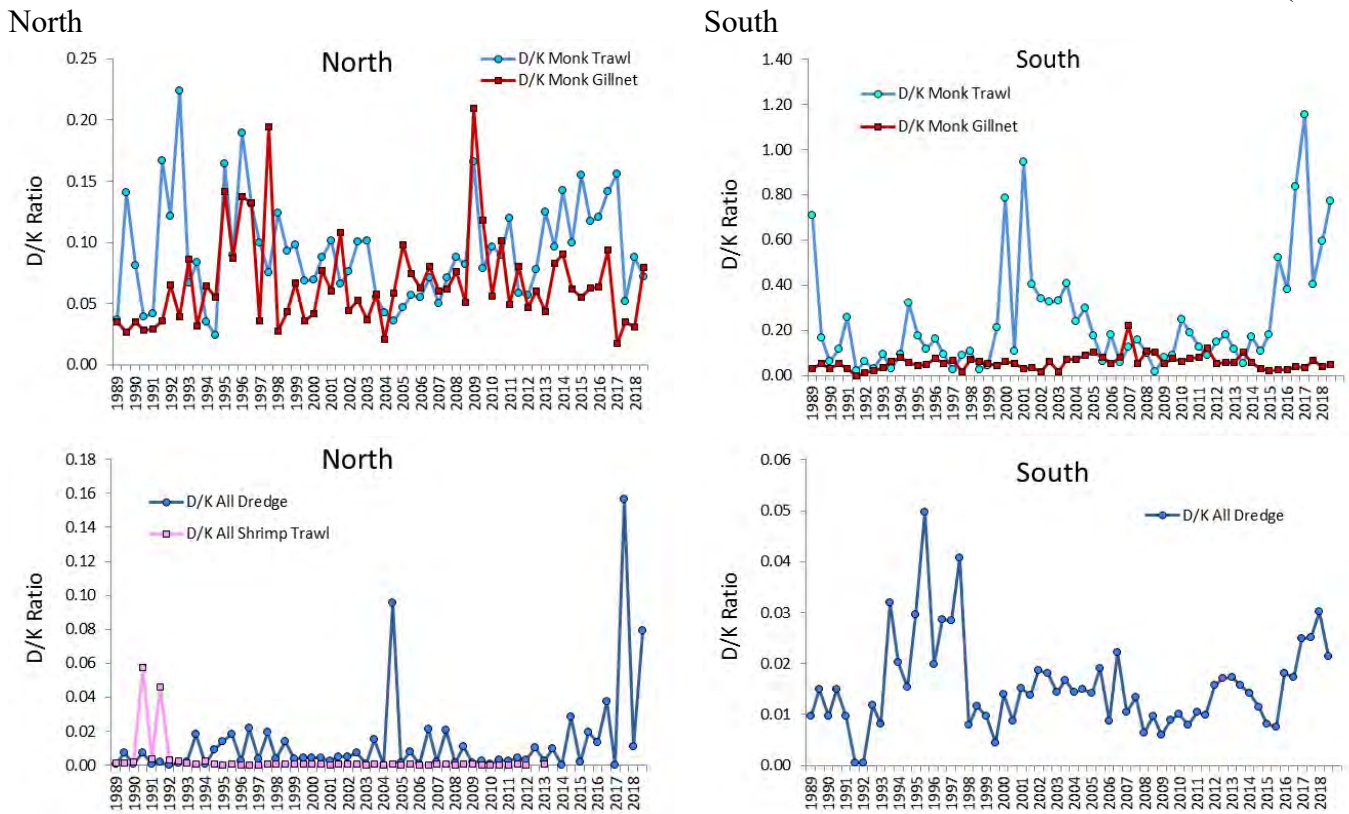 North
South
North
D/K Monk Trawl
D/K Monk Gillnet
D/K Ratio
0.25
0.20
0.15
0.10
0.05
0.00
1989 1990 1991 1992 1993 1994 1995 1996 1997 1998 1999 2000 2001 2002 2003 2004 2005 2006 2007 2008 2009 2010 2011 2012 2013 2014 2015 2016 2017 2018
South
D/K Monk Trawl
D/K Monk Gillnet
D/K Ratio
1.40
1.20
1.00
0.80
0.60
0.40
0.20
0.00
1989 1990 1991 1992 1993 1994 1995 1996 1997 1998 1999 2000 2001 2002 2003 2004 2005 2006 2007 2008 2009 2010 2011 2012 2013 2014 2015 2016 2017 2018
North
D/K All Dredge
D/K All Shrimp Trawl
D/K Ratio
0.18
0.16
0.14
0.12
0.10
0.08
0.06
0.04
0.02
0.00
1989 1990 1991 1992 1993 1994 1995 1996 1997 1998 1999 2000 2001 2002 2003 2004 2005 2006 2007 2008 2009 2010 2011 2012 2013 2014 2015 2016 2017 2018
South
D/K All Dredge
D/K Ratio
0.06
0.05
0.04
0.03
0.02
0.01
0.00
1989 1990 1991 1992 1993 1994 1995 1996 1997 1998 1999 2000 2001 2002 2003 2004 2005 2006 2007 2008 2009 2010 2011 2012 2013 2014 2015 2016 2017 2018